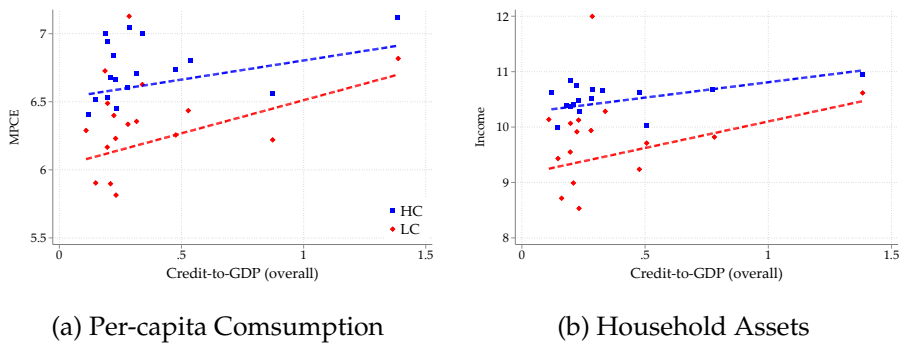 7
6.5
6
5.5
MPCE
HC
LC
0
.5
1
1.5
Credit-to-GDP (overall)
12
11
10
9
8
Income
0
.5
1
1.5
Credit-to-GDP (overall)
(a) Per-capita Comsumption
(b) Household Assets